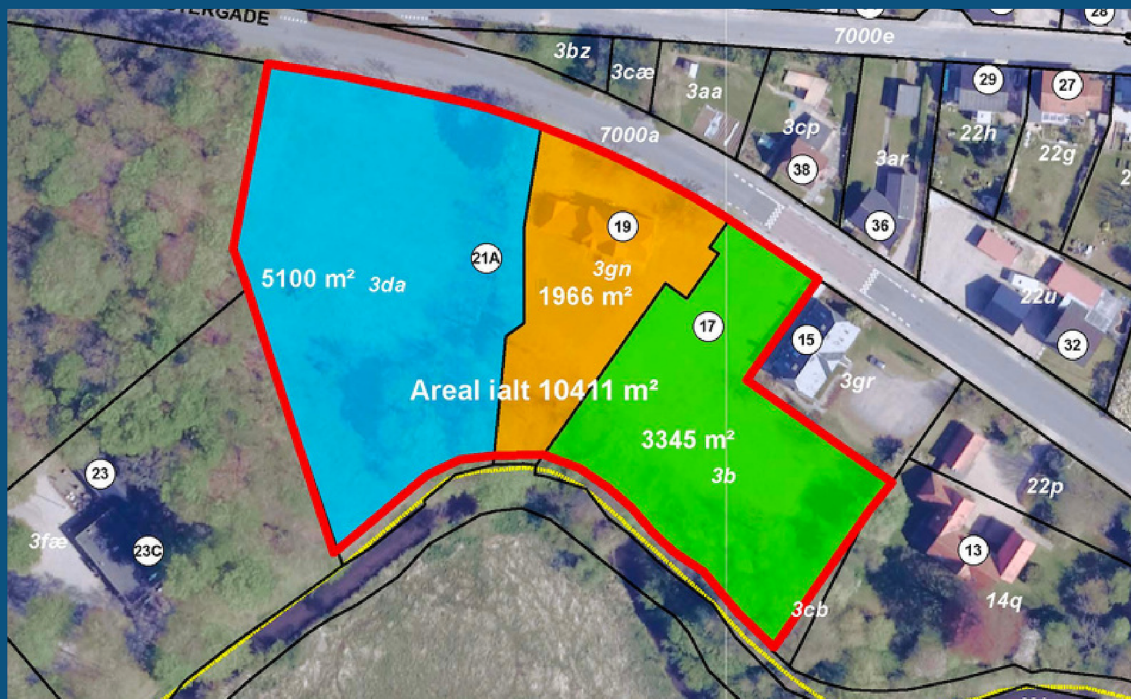 28
7000e
3bz
3cæ
3aa
29
27
7000a
3cp
22h
22g
38
3ar
36
19
21A
3gn
5100 m²
3da
1966 m²
22u
17
15
32
3gr
Areal ialt 10411 m²
3345 m²
3b
23
22p
3fæ
23C
13
14q
3cb